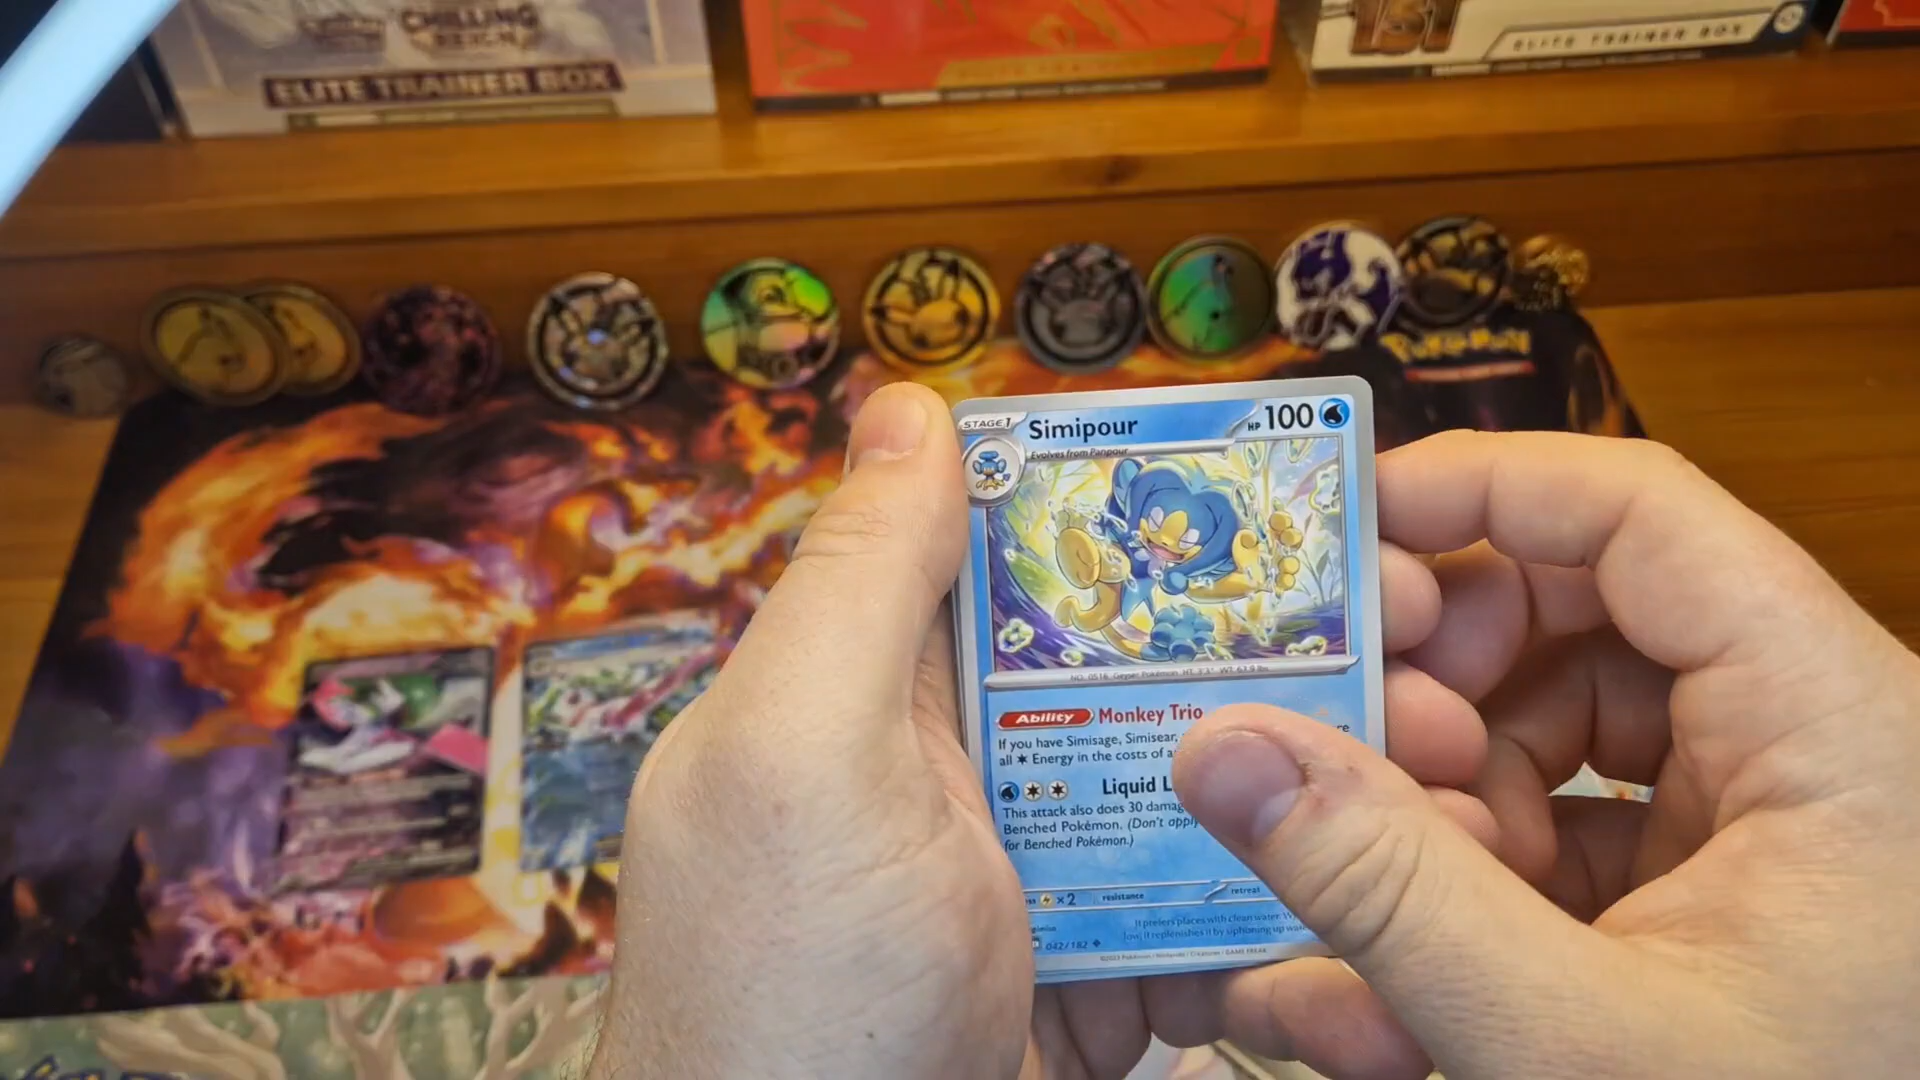 CHILLING
REIGN
ELITE TRAINER BOX
ELITE TRAINER BOX
POKÉMON
STAGE 1
Simipour
HP 100
Evolves from Panpour
NO. 0516 Geyser Pokémon HT: 3'3" WT: 63.9 lbs
Ability Monkey Trio
If you have Simisage, Simisear,
re
all Energy in the costs of a
Liquid L
This attack also does 30 damag
Benched Pokémon. (Don't apply
for Benched Pokémon.)
×2
resistance
retreat
It prefers places with clean water. W
low, it replenishes it by siphoning up wat
042/182
©2023 Pokémon / Nintendo / Creatures / GAME FREAK